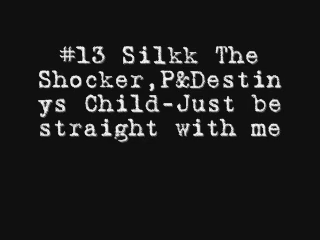 #13 Silkk The
Shocker,P&Destin
ys Child-Just be
straight with me